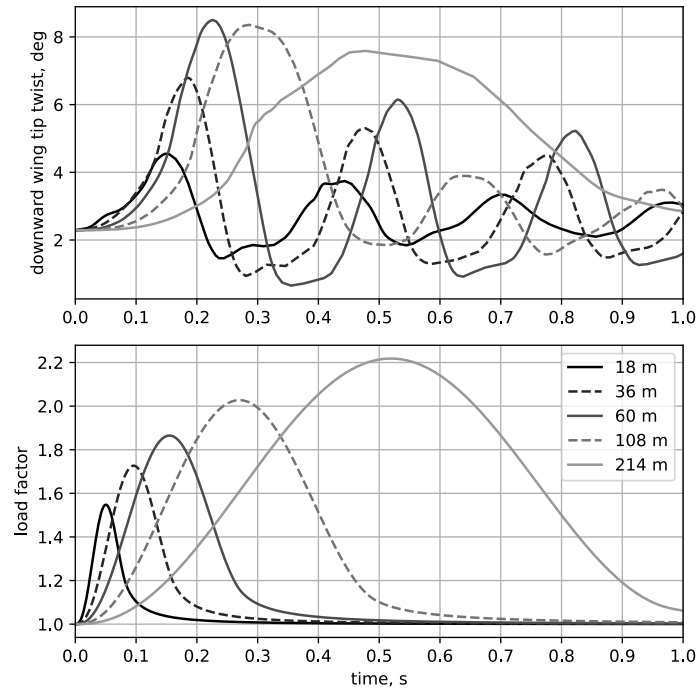 downward wing tip twist, deg
8
6
4
2
0.0 0.1 0.2 0.3 0.4 0.5 0.6 0.7 0.8 0.9 1.0
load factor
2.2
2.0
1.8
1.6
1.4
1.2
1.0
18 m
36 m
60 m
108 m
214 m
0.0 0.1 0.2 0.3 0.4 0.5 0.6 0.7 0.8 0.9 1.0
time, s